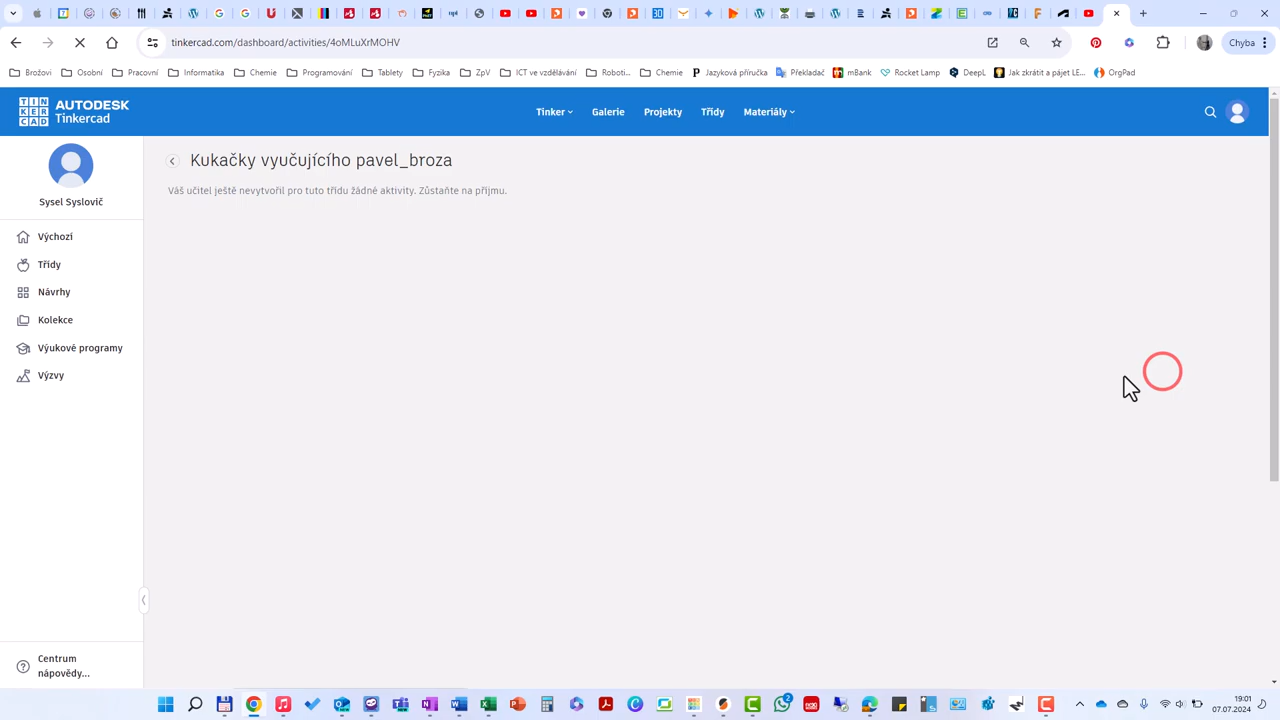 tinkercad.com/dashboard/activities/4oMLuXrMOHV
Chyba
Brožovi
Osobní
Pracovní
Informatika
Chemie
Programování
Tablety
Fyzika
ZpV
ICT ve vzdělávání
Roboti...
Chemie
Jazyková příručka
Překladač
mBank
Rocket Lamp
DeepL
Jak zkrátit a pájet LE...
OrgPad
AUTODESK
Tinkercad
Tinker
Galerie
Projekty
Třídy
Materiály
Kukačky vyučujícího pavel_broza
Váš učitel ještě nevytvořil pro tuto třídu žádné aktivity. Zůstaňte na příjmu.
Sysel Syslovič
Výchozí
Třídy
Návrhy
Kolekce
Výukové programy
Výzvy
Centrum
nápovědy...
2
19:01
07.07.2024